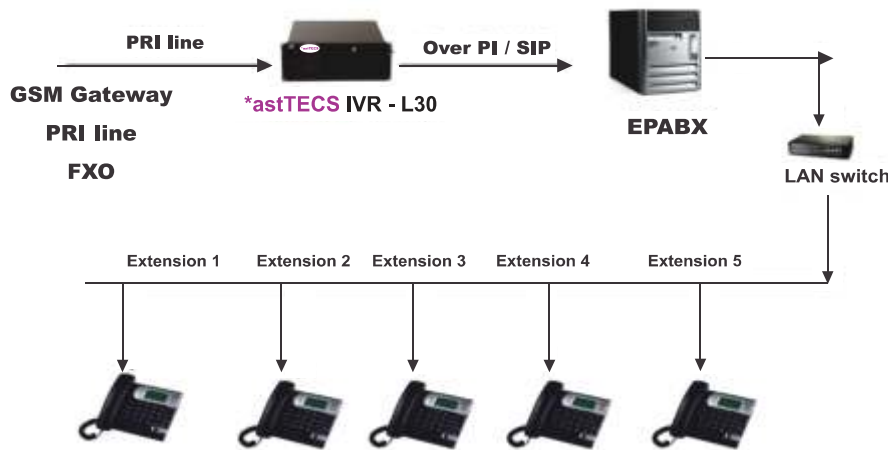 PRI line
Over PI / SIP
GSM Gateway
PRI line
FXO
*astTECS IVR - L30
EPABX
LAN switch
Extension 1
Extension 2
Extension 3
Extension 4
Extension 5